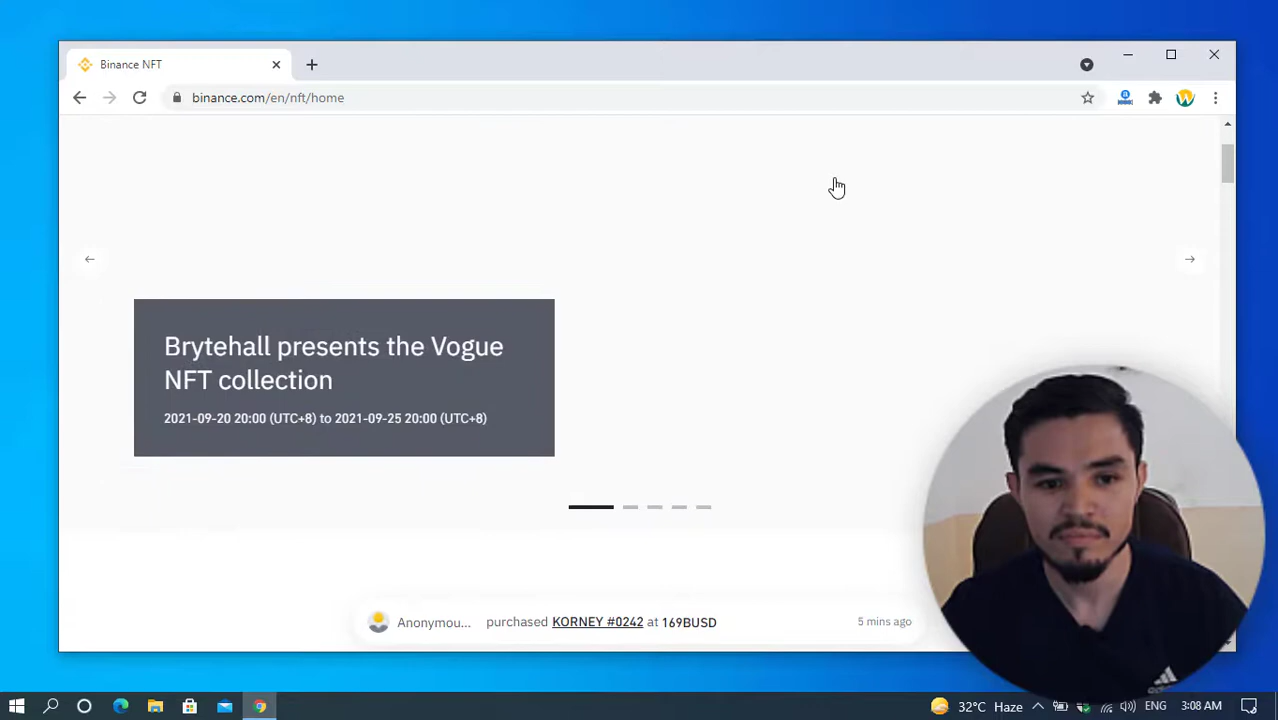 Binance NFT
binance.com/en/nft/home
Brytehall presents the Vogue
NFT collection
2021-09-20 20:00 (UTC+8) to 2021-09-25 20:00 (UTC+8)
Anonymou... purchased KORNEY #0242 at 169BUSD 5 mins ago
32°C Haze ENG 3:08 AM